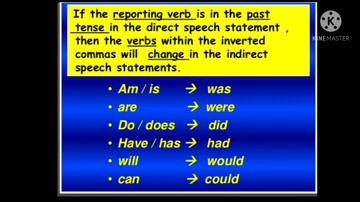 If the reporting verb is in the past
tense in the direct speech statement ,
then the verbs within the inverted
commas will change in the indirect
speech statements.
• Am / is → was
• are → were
• Do / does → did
• Have / has → had
• will → would
• can → could
KINEMASTER